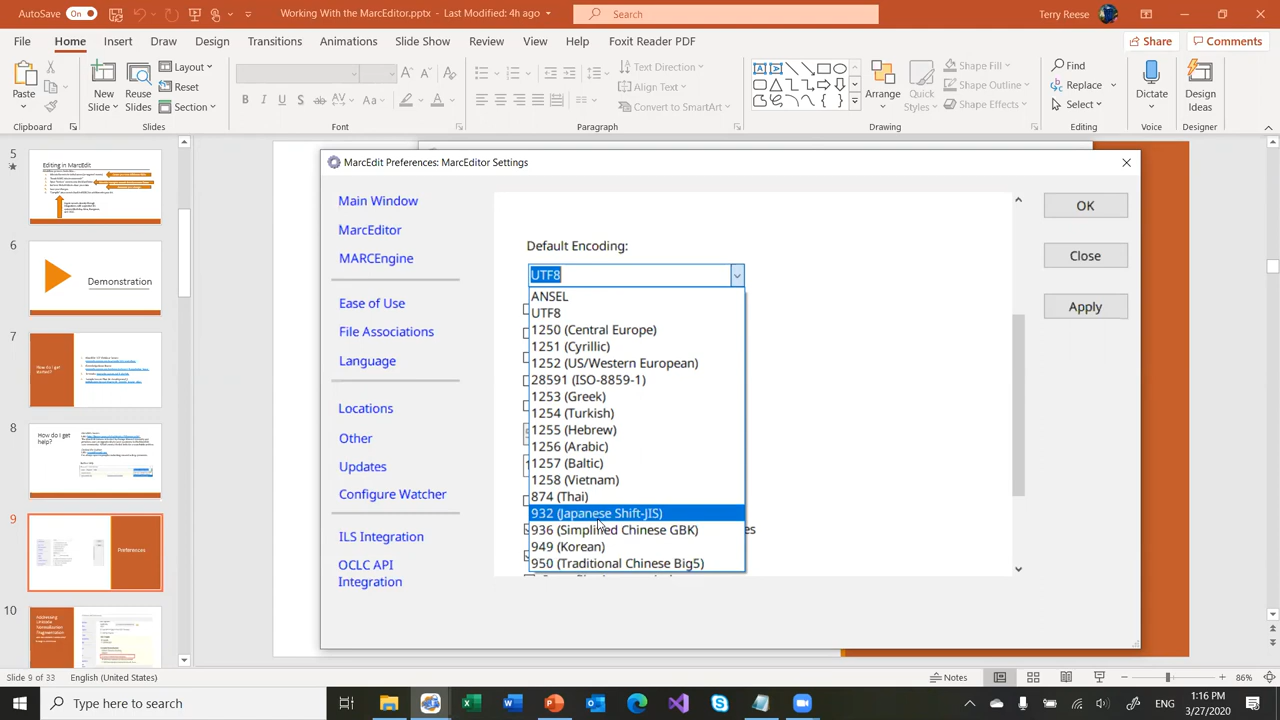 AutoSave On
Working With the MarcEditor.pptx - Last Modified: 4h ago
Search
Terry Reese
File Home Insert Draw Design Transitions Animations Slide Show Review View Help Foxit Reader PDF
Share Comments
Paste
New Slide
Reuse Slides
Layout
Reset
Section
Text Direction
Align Text
Convert to SmartArt
Arrange
Quick Styles
Shape Fill
Shape Outline
Shape Effects
Find
Replace
Select
Dictate
Design Ideas
Clipboard Slides Font Paragraph Drawing Editing Voice Designer
5
Editing in MarcEdit
6
Demonstration
7
How do I get started?
8
How do I get help?
9
Preferences
10
MarcEdit Preferences: MarcEditor Settings
Main Window
MarcEditor
MARCEngine
Ease of Use
File Associations
Language
Locations
Other
Updates
Configure Watcher
ILS Integration
OCLC API
Integration
Default Encoding:
UTF8
ANSEL
UTF8
1250 (Central Europe)
1251 (Cyrillic)
1252 (US/Western European)
28591 (ISO-8859-1)
1253 (Greek)
1254 (Turkish)
1255 (Hebrew)
1256 (Arabic)
1257 (Baltic)
1258 (Vietnam)
874 (Thai)
932 (Japanese Shift-JIS)
936 (Simplified Chinese GBK)
949 (Korean)
950 (Traditional Chinese Big5)
es
OK
Close
Apply
Slide 9 of 33 English (United States)
Notes
86%
Type here to search
1:16 PM
3/27/2020